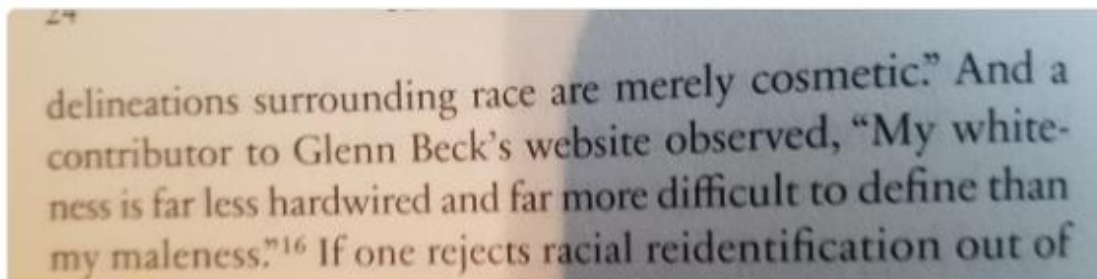 24
delineations surrounding race are merely cosmetic.” And a
contributor to Glenn Beck’s website observed, “My white-
ness is far less hardwired and far more difficult to define than
my maleness.”16 If one rejects racial reidentification out of